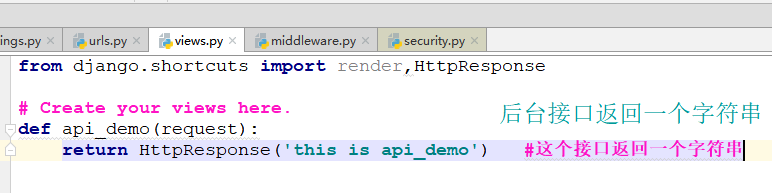 ings.py urls.py views.py middleware.py security.py
from django.shortcuts import render,HttpResponse
# Create your views here.
后台接口返回一个字符串
def api_demo(request):
return HttpResponse('this is api_demo') #这个接口返回一个字符串